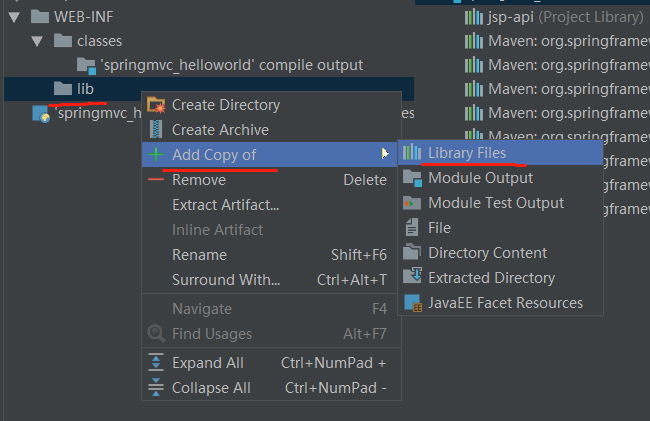 WEB-INF
classes
'springmvc_helloworld' compile output
lib
'springmvc_h
es
Create Directory
Create Archive
Add Copy of
Remove Delete
Extract Artifact...
Inline Artifact
Rename Shift+F6
Surround With... Ctrl+Alt+T
Navigate F4
Find Usages Alt+F7
Expand All Ctrl+NumPad +
Collapse All Ctrl+NumPad -
Library Files
Module Output
Module Test Output
File
Directory Content
Extracted Directory
JavaEE Facet Resources
jsp-api (Project Library)
Maven: org.springframew
Maven: org.springframew
Maven: org.springframew
Maven: org.springframew
Maven: org.springframew
springframew
springframew
springframew